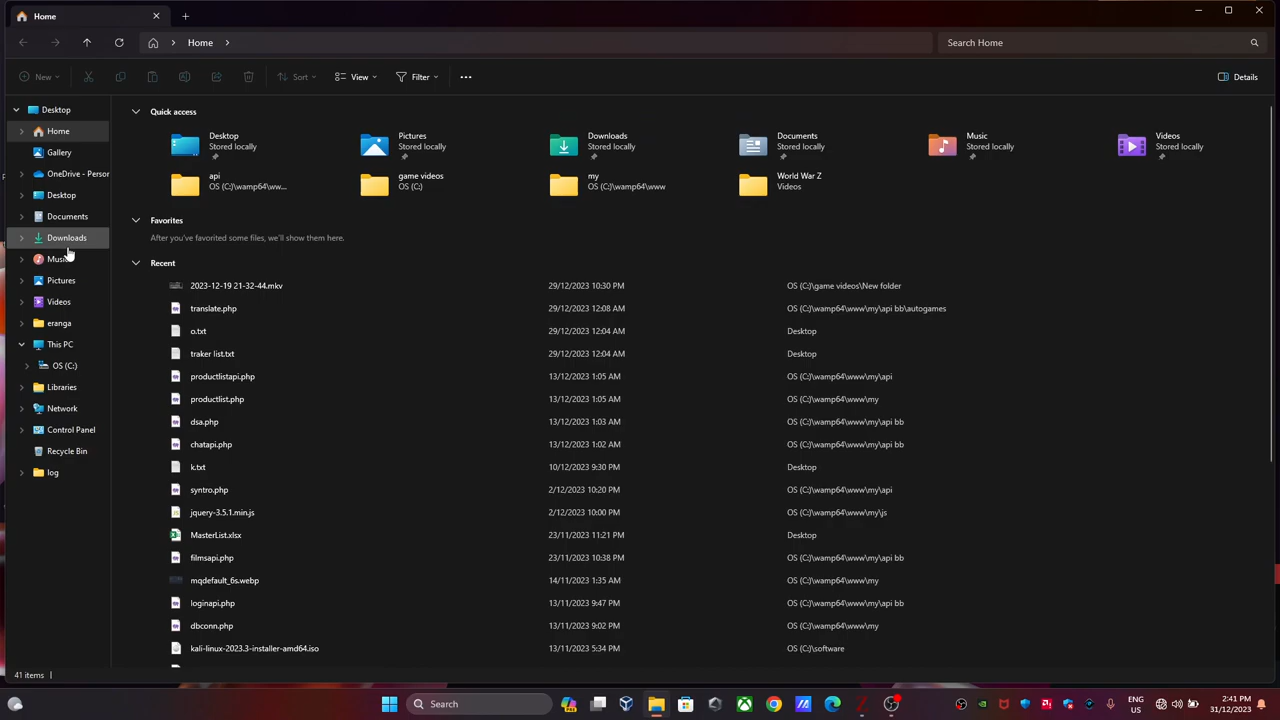 Home
Home
Search Home
New
Sort
View
Filter
Details
Desktop
Home
Gallery
OneDrive - Person
Desktop
Documents
Downloads
Music
Pictures
Videos
eranga
This PC
OS (C:)
Libraries
Network
Control Panel
Recycle Bin
log
Quick access
Desktop
Stored locally
Pictures
Stored locally
Downloads
Stored locally
Documents
Stored locally
Music
Stored locally
Videos
Stored locally
api
OS (C:)\wamp64\ww...
game videos
OS (C:)
my
OS (C:)\wamp64\www
World War Z
Videos
Favorites
After you've favorited some files, we'll show them here.
Recent
2023-12-19 21-32-44.mkv 29/12/2023 10:30 PM OS (C:)\game videos\New folder
translate.php 29/12/2023 12:08 AM OS (C:)\wamp64\www\my\api bb\autogames
o.txt 29/12/2023 12:04 AM Desktop
traker list.txt 29/12/2023 12:04 AM Desktop
productlistapi.php 13/12/2023 1:05 AM OS (C:)\wamp64\www\my\api
productlist.php 13/12/2023 1:05 AM OS (C:)\wamp64\www\my
dsa.php 13/12/2023 1:03 AM OS (C:)\wamp64\www\my\api bb
chatapi.php 13/12/2023 1:02 AM OS (C:)\wamp64\www\my\api bb
k.txt 10/12/2023 9:30 PM Desktop
syntro.php 2/12/2023 10:20 PM OS (C:)\wamp64\www\my\api
jquery-3.5.1.min.js 2/12/2023 10:00 PM OS (C:)\wamp64\www\my\js
MasterList.xlsx 23/11/2023 11:21 PM Desktop
filmsapi.php 23/11/2023 10:38 PM OS (C:)\wamp64\www\my\api bb
mqdefault_6s.webp 14/11/2023 1:35 AM OS (C:)\wamp64\www\my
loginapi.php 13/11/2023 9:47 PM OS (C:)\wamp64\www\my\api bb
dbconn.php 13/11/2023 9:02 PM OS (C:)\wamp64\www\my
kali-linux-2023.3-installer-amd64.iso 13/11/2023 5:34 PM OS (C:)\software
41 items
Search
ENG
US
2:41 PM
31/12/2023